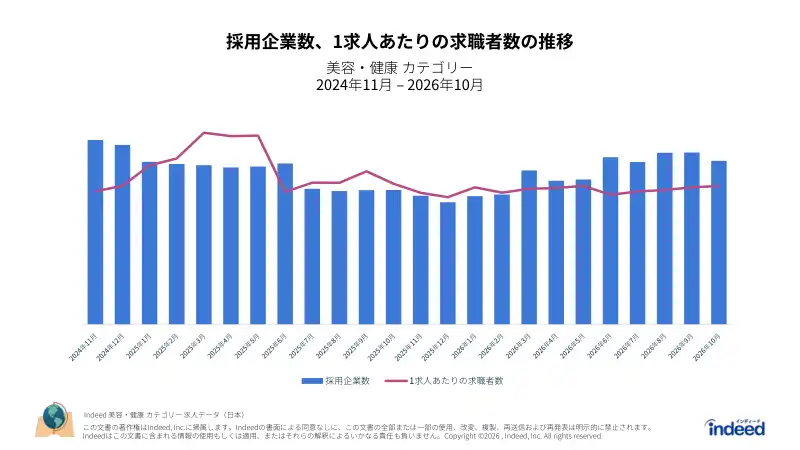 採用企業数、1求人あたりの求職者数の推移
美容・健康 カテゴリー
2024年11月 – 2026年10月
2024年11月
2024年12月
2025年1月
2025年2月
2025年3月
2025年4月
2025年5月
2025年6月
2025年7月
2025年8月
2025年9月
2025年10月
2025年11月
2025年12月
2026年1月
2026年2月
2026年3月
2026年4月
2026年5月
2026年6月
2026年7月
2026年8月
2026年9月
2026年10月
採用企業数
1求人あたりの求職者数
Indeed 美容・健康 カテゴリー 求人データ（日本）
この文書の著作権はIndeed, Inc.に帰属します。Indeedの書面による同意なしに、この文書の全部または一部の使用、改変、複製、再送信および再発表は明示的に禁止されます。
Indeedはこの文書に含まれる情報の使用もしくは適用、またはそれらの解釈によるいかなる責任も負いません。Copyright ©2026 , Indeed, Inc. All rights reserved.
インディード
indeed